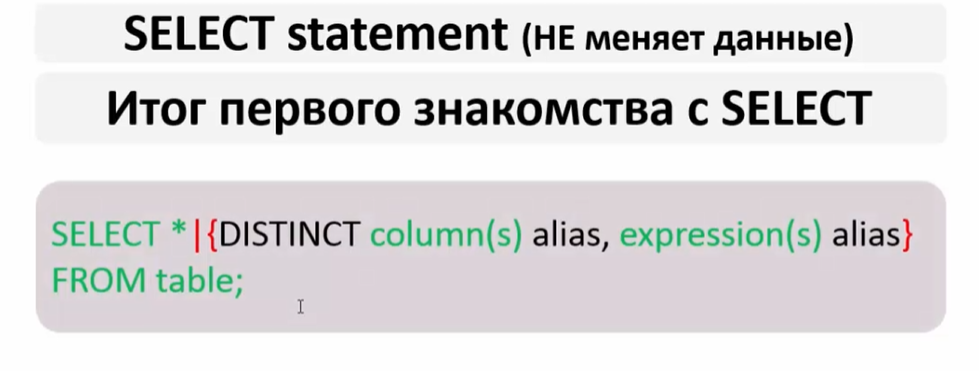 SELECT statement (НЕ меняет данные)
Итог первого знакомства с SELECT
SELECT *|{DISTINCT column(s) alias, expression(s) alias}
FROM table;